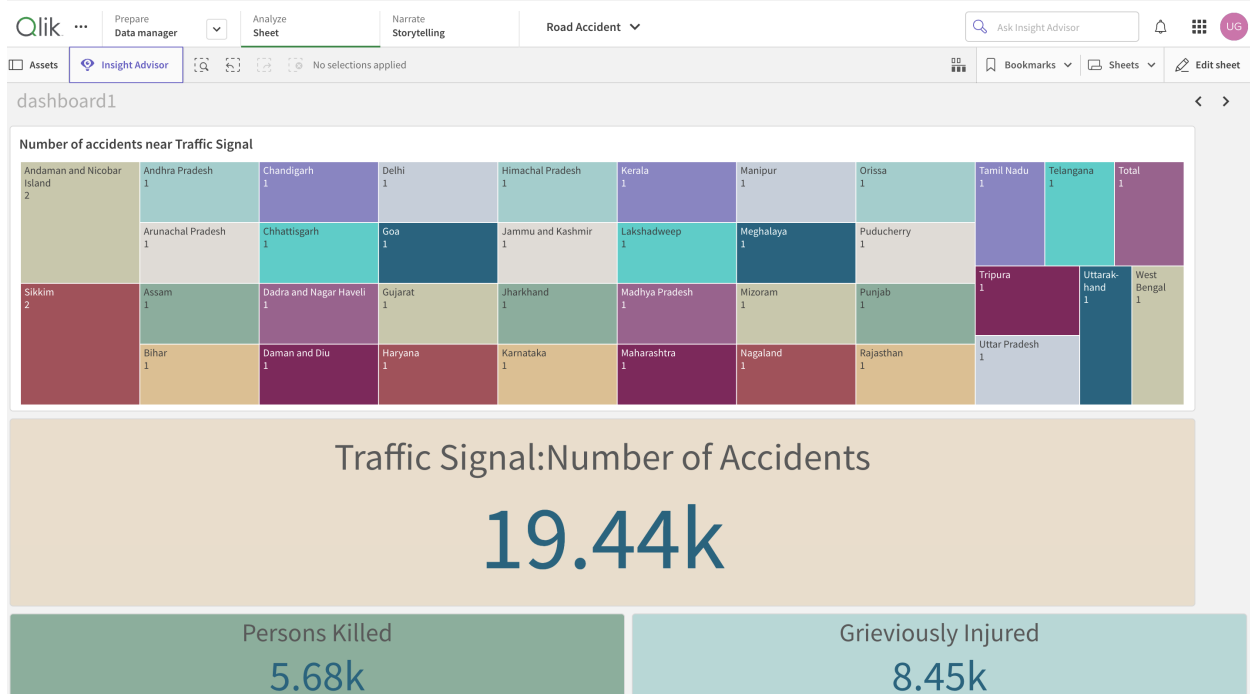 Qlik
Prepare
Data manager
Analyze
Sheet
Narrate
Storytelling
Road Accident
Ask Insight Advisor
UG
Assets
Insight Advisor
No selections applied
Bookmarks
Sheets
Edit sheet
dashboard1
Number of accidents near Traffic Signal
Andaman and Nicobar
Island
2
Sikkim
2
Andhra Pradesh
1
Arunachal Pradesh
1
Assam
1
Bihar
1
Chandigarh
1
Chhattisgarh
1
Dadra and Nagar Haveli
1
Daman and Diu
1
Delhi
1
Goa
1
Gujarat
1
Haryana
1
Himachal Pradesh
1
Jammu and Kashmir
1
Jharkhand
1
Karnataka
1
Kerala
1
Lakshadweep
1
Madhya Pradesh
1
Maharashtra
1
Manipur
1
Meghalaya
1
Mizoram
1
Nagaland
1
Orissa
1
Puducherry
1
Punjab
1
Rajasthan
1
Tamil Nadu
1
Telangana
1
Total
1
Tripura
1
Uttar Pradesh
1
Uttarak-
hand
1
West
Bengal
1
Traffic Signal:Number of Accidents
19.44k
Persons Killed
5.68k
Grieviously Injured
8.45k